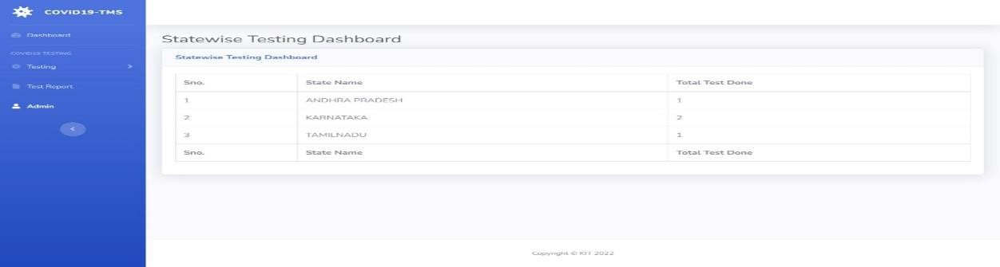 COVID19-TMS
Dashboard
COVID19 TESTING
Testing >
Test Report
Admin
<
Statewise Testing Dashboard
Statewise Testing Dashboard
Sno. State Name Total Test Done
1 ANDHRA PRADESH 1
2 KARNATAKA 2
3 TAMILNADU 1
Sno. State Name Total Test Done
Copyright © KIT 2022